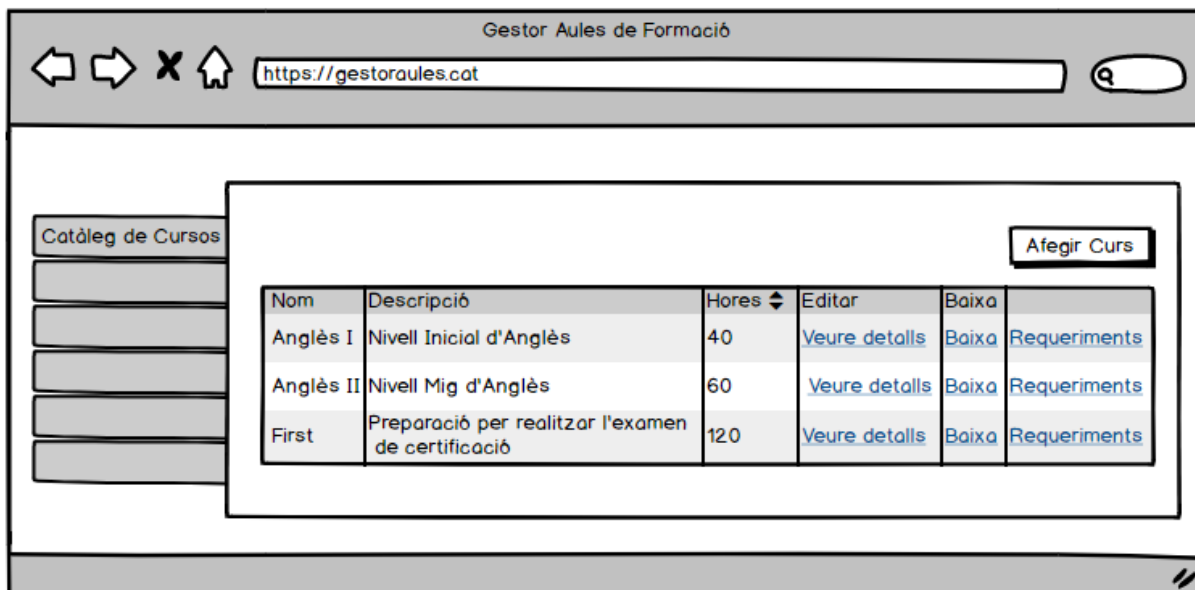 Gestor Aules de Formació
https://gestoraules.cat
Catàleg de Cursos
Afegir Curs
Nom Descripció Hores Editar Baixa
Anglès I Nivell Inicial d'Anglès 40 Veure detalls Baixa Requeriments
Anglès II Nivell Mig d'Anglès 60 Veure detalls Baixa Requeriments
First Preparació per realitzar l'examen de certificació 120 Veure detalls Baixa Requeriments